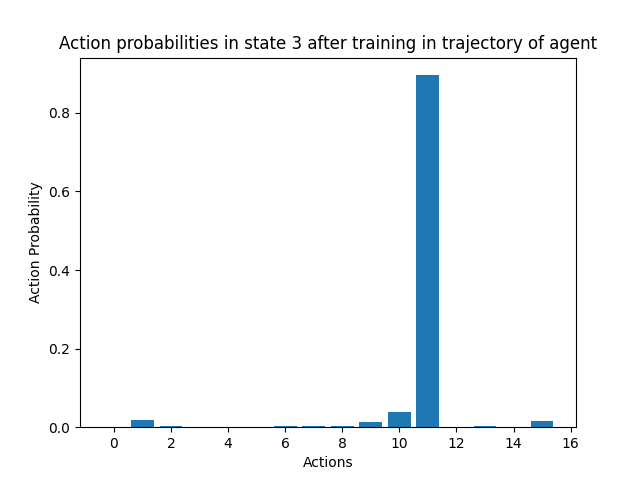 Action probabilities in state 3 after training in trajectory of agent
Action Probability
0.8
0.6
0.4
0.2
0.0
0 2 4 6 8 10 12 14 16
Actions